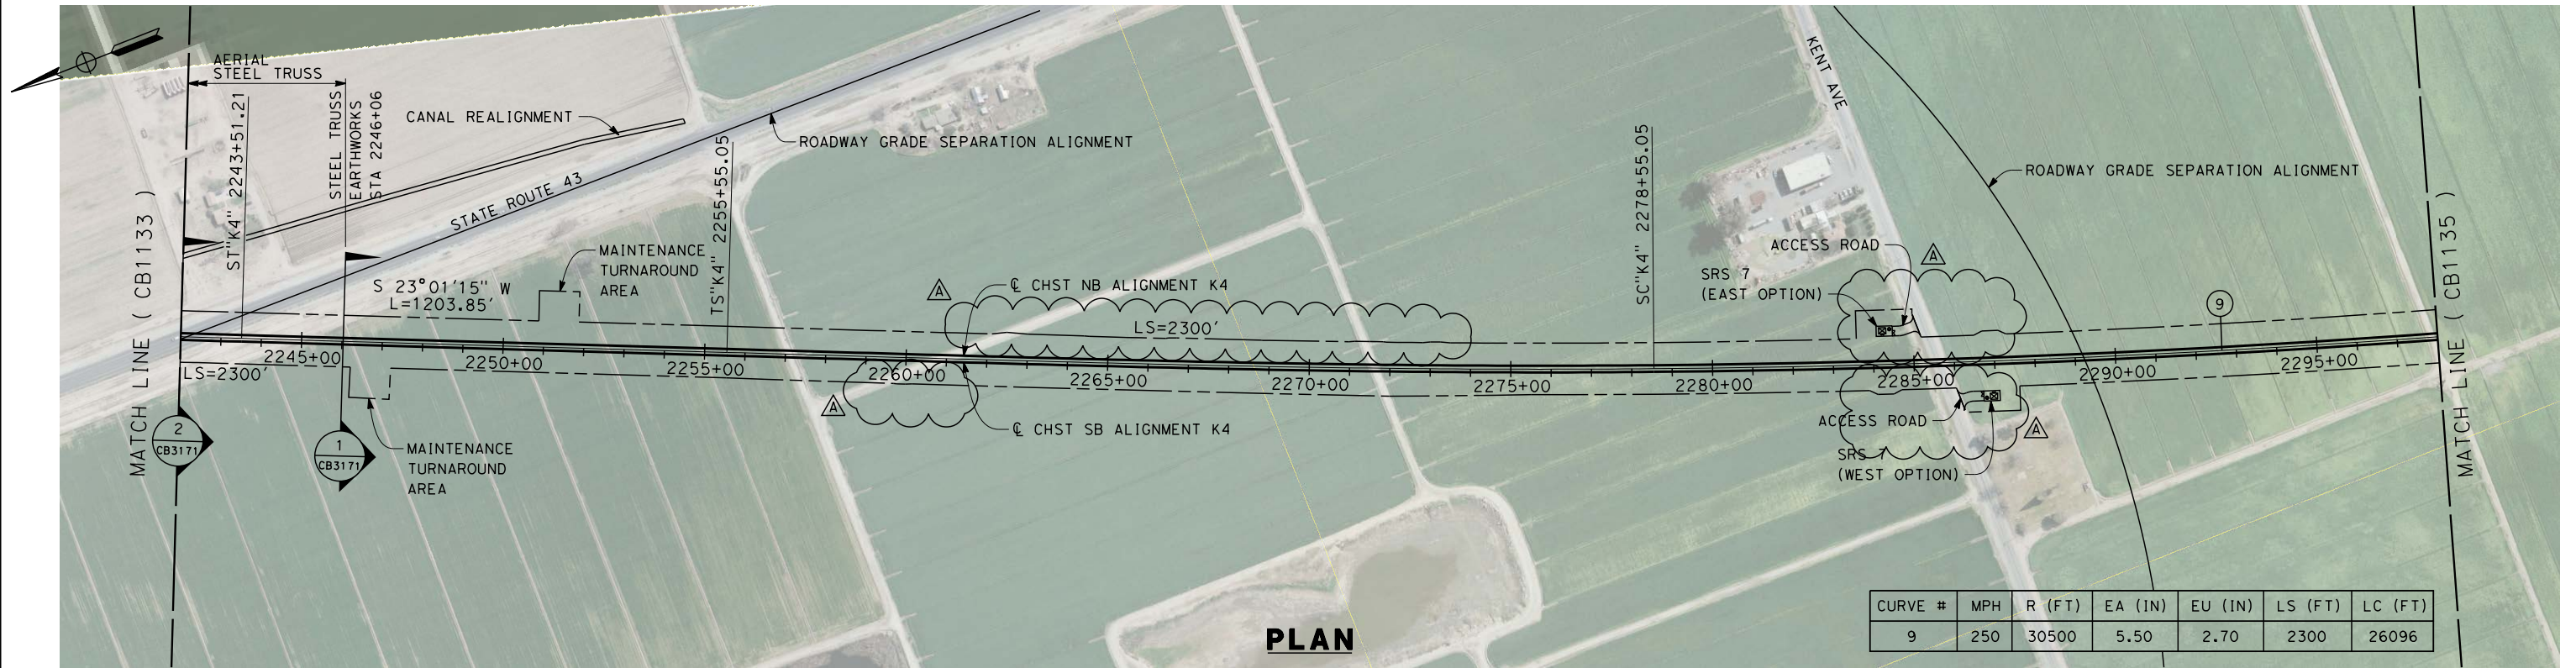 AERIAL
STEEL TRUSS
ST"K4" 2243+51.21
STEEL TRUSS
EARTHWORKS
STA 2246+06
CANAL REALIGNMENT
STATE ROUTE 43
ROADWAY GRADE SEPARATION ALIGNMENT
MATCH LINE ( CB1133 )
S 23°01'15" W
L=1203.85'
MAINTENANCE
TURNAROUND
AREA
TS"K4" 2255+55.05
A
℄ CHST NB ALIGNMENT K4
LS=2300'
SC"K4" 2278+55.05
KENT AVE
ACCESS ROAD
A
SRS 7
(EAST OPTION)
ROADWAY GRADE SEPARATION ALIGNMENT
9
MATCH LINE ( CB1135 )
2245+00
2250+00
2255+00
2260+00
2265+00
2270+00
2275+00
2280+00
2285+00
2290+00
2295+00
LS=2300'
2
CB3171
1
CB3171
MAINTENANCE
TURNAROUND
AREA
A
℄ CHST SB ALIGNMENT K4
ACCESS ROAD
A
SRS 7
(WEST OPTION)
CURVE # MPH R (FT) EA (IN) EU (IN) LS (FT) LC (FT)
9 250 30500 5.50 2.70 2300 26096
PLAN